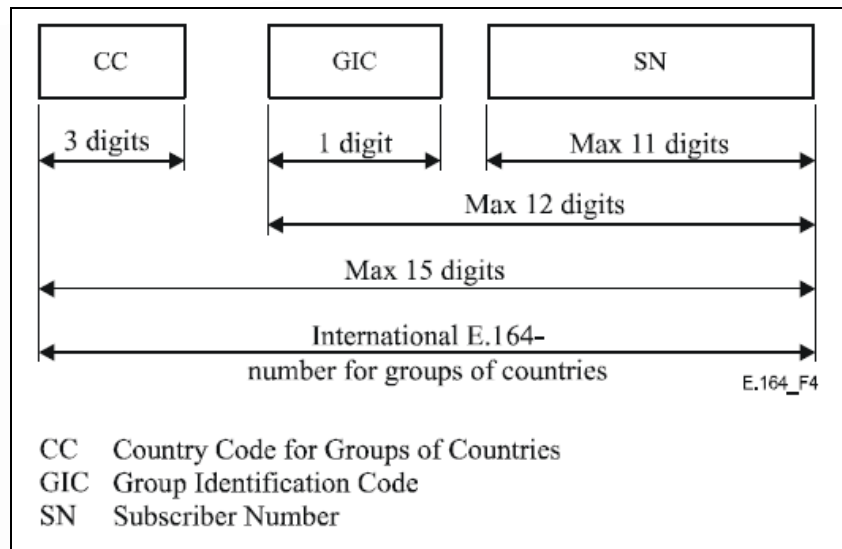 CC GIC SN
3 digits 1 digit Max 11 digits
Max 12 digits
Max 15 digits
International E.164-
number for groups of countries
E.164_F4
CC Country Code for Groups of Countries
GIC Group Identification Code
SN Subscriber Number